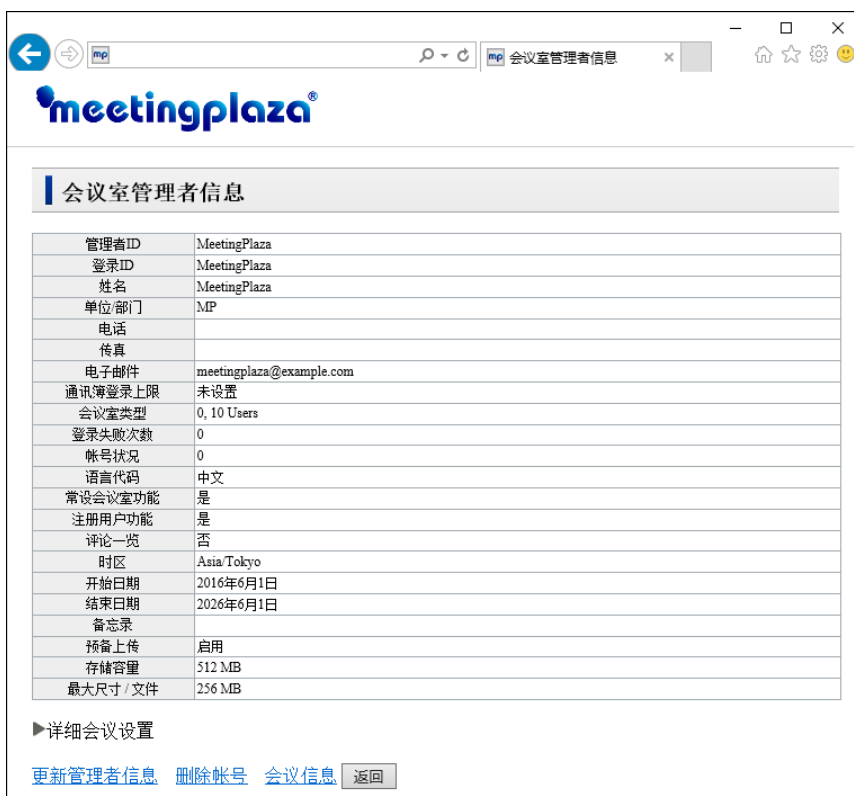 mp
mp 会议室管理者信息
meetingplaza®
会议室管理者信息
管理者ID MeetingPlaza
登录ID MeetingPlaza
姓名 MeetingPlaza
单位/部门 MP
电话
传真
电子邮件 meetingplaza@example.com
通讯簿登录上限 未设置
会议室类型 0, 10 Users
登录失败次数 0
帐号状况 0
语言代码 中文
常设会议室功能 是
注册用户功能 是
评论一览 否
时区 Asia/Tokyo
开始日期 2016年6月1日
结束日期 2026年6月1日
备忘录
预备上传 启用
存储容量 512 MB
最大尺寸 / 文件 256 MB
▶详细会议设置
更新管理者信息 删除帐号 会议信息 返回